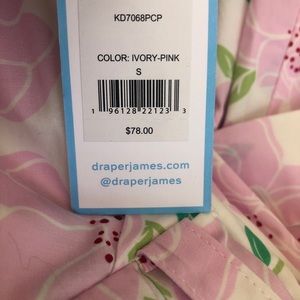 KD7068PCP
COLOR: IVORY-PINK
S
1 96128 22123 3
$78.00
draperjames.com
@draperjames